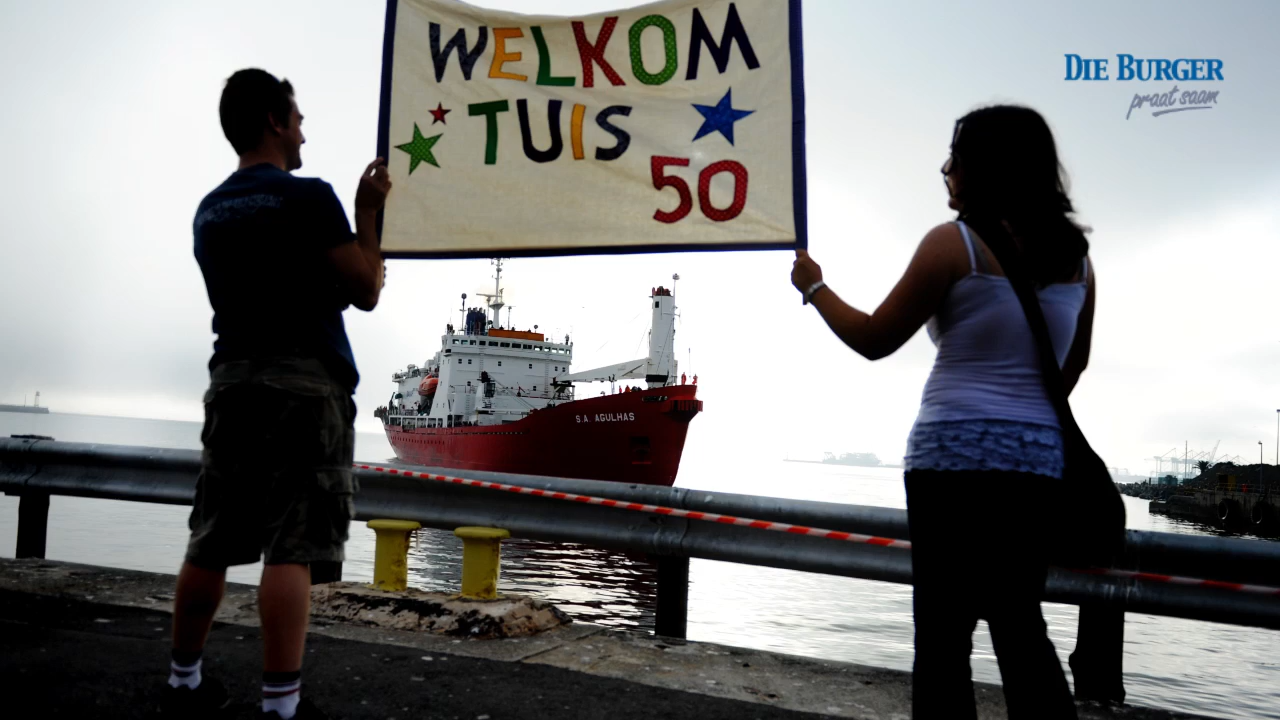 WELKOM
TUIS
50
DIE BURGER
praat saam
S.A. AGULHAS